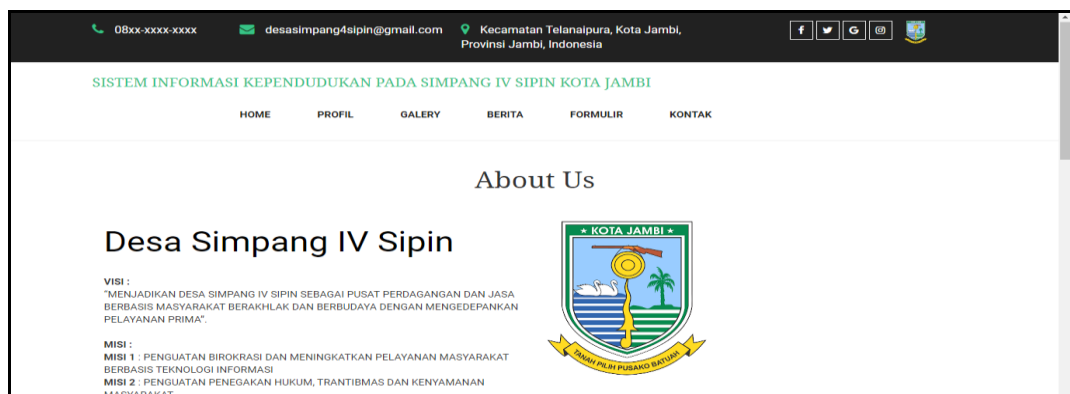 08xx-xxxx-xxxx
desasimpang4sipin@gmail.com
Kecamatan Telanaipura, Kota Jambi,
Provinsi Jambi, Indonesia
SISTEM INFORMASI KEPENDUDUKAN PADA SIMPANG IV SIPIN KOTA JAMBI
HOME PROFIL GALERY BERITA FORMULIR KONTAK
About Us
Desa Simpang IV Sipin
VISI :
"MENJADIKAN DESA SIMPANG IV SIPIN SEBAGAI PUSAT PERDAGANGAN DAN JASA
BERBASIS MASYARAKAT BERAKHLAK DAN BERBUDAYA DENGAN MENGEDEPANKAN
PELAYANAN PRIMA".
MISI :
MISI 1 : PENGUATAN BIROKRASI DAN MENINGKATKAN PELAYANAN MASYARAKAT
BERBASIS TEKNOLOGI INFORMASI
MISI 2 : PENGUATAN PENEGAKAN HUKUM, TRANTIBMAS DAN KENYAMANAN
MASYARAKAT
KOTA JAMBI
TANAH PILIH PUSAKO BATUAH